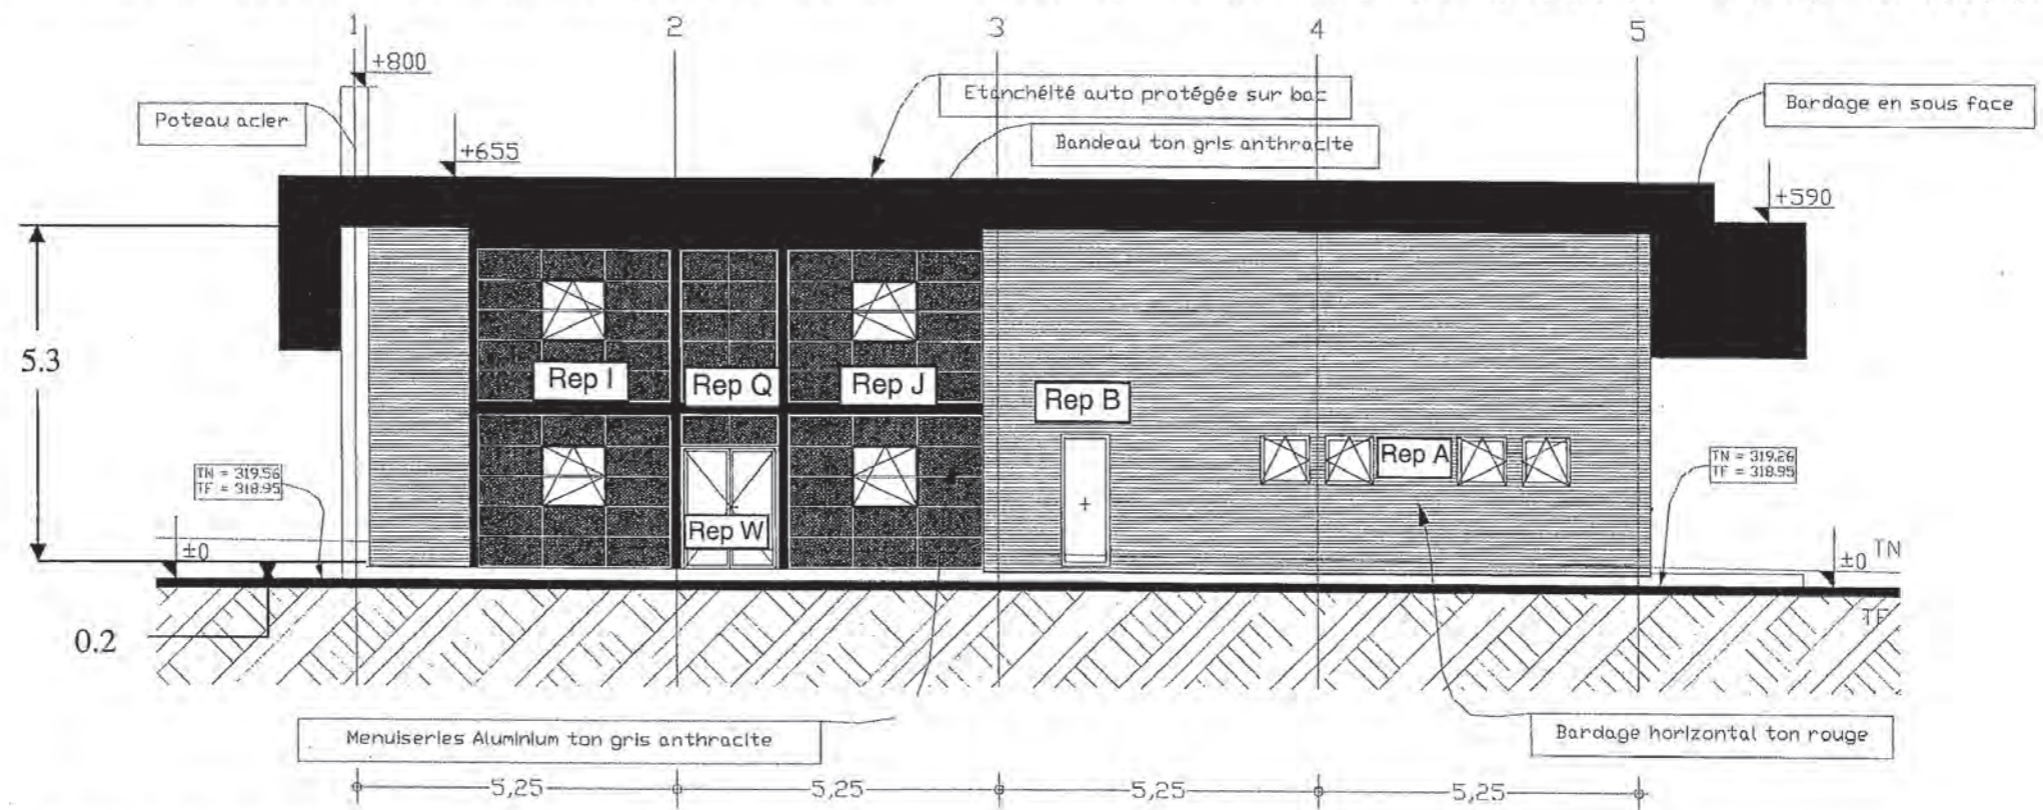 1
2
3
4
5
+800
Poteau acier
Etanchéité auto protégée sur bac
Bardage en sous face
Bandeau ton gris anthracite
+655
+590
5.3
Rep I
Rep Q
Rep J
Rep B
Rep A
Rep W
TN = 319.56
TF = 318.95
TN = 319.26
TF = 318.95
±0
±0
TN
TF
0.2
Menuiseries Aluminium ton gris anthracite
Bardage horizontal ton rouge
5,25
5,25
5,25
5,25